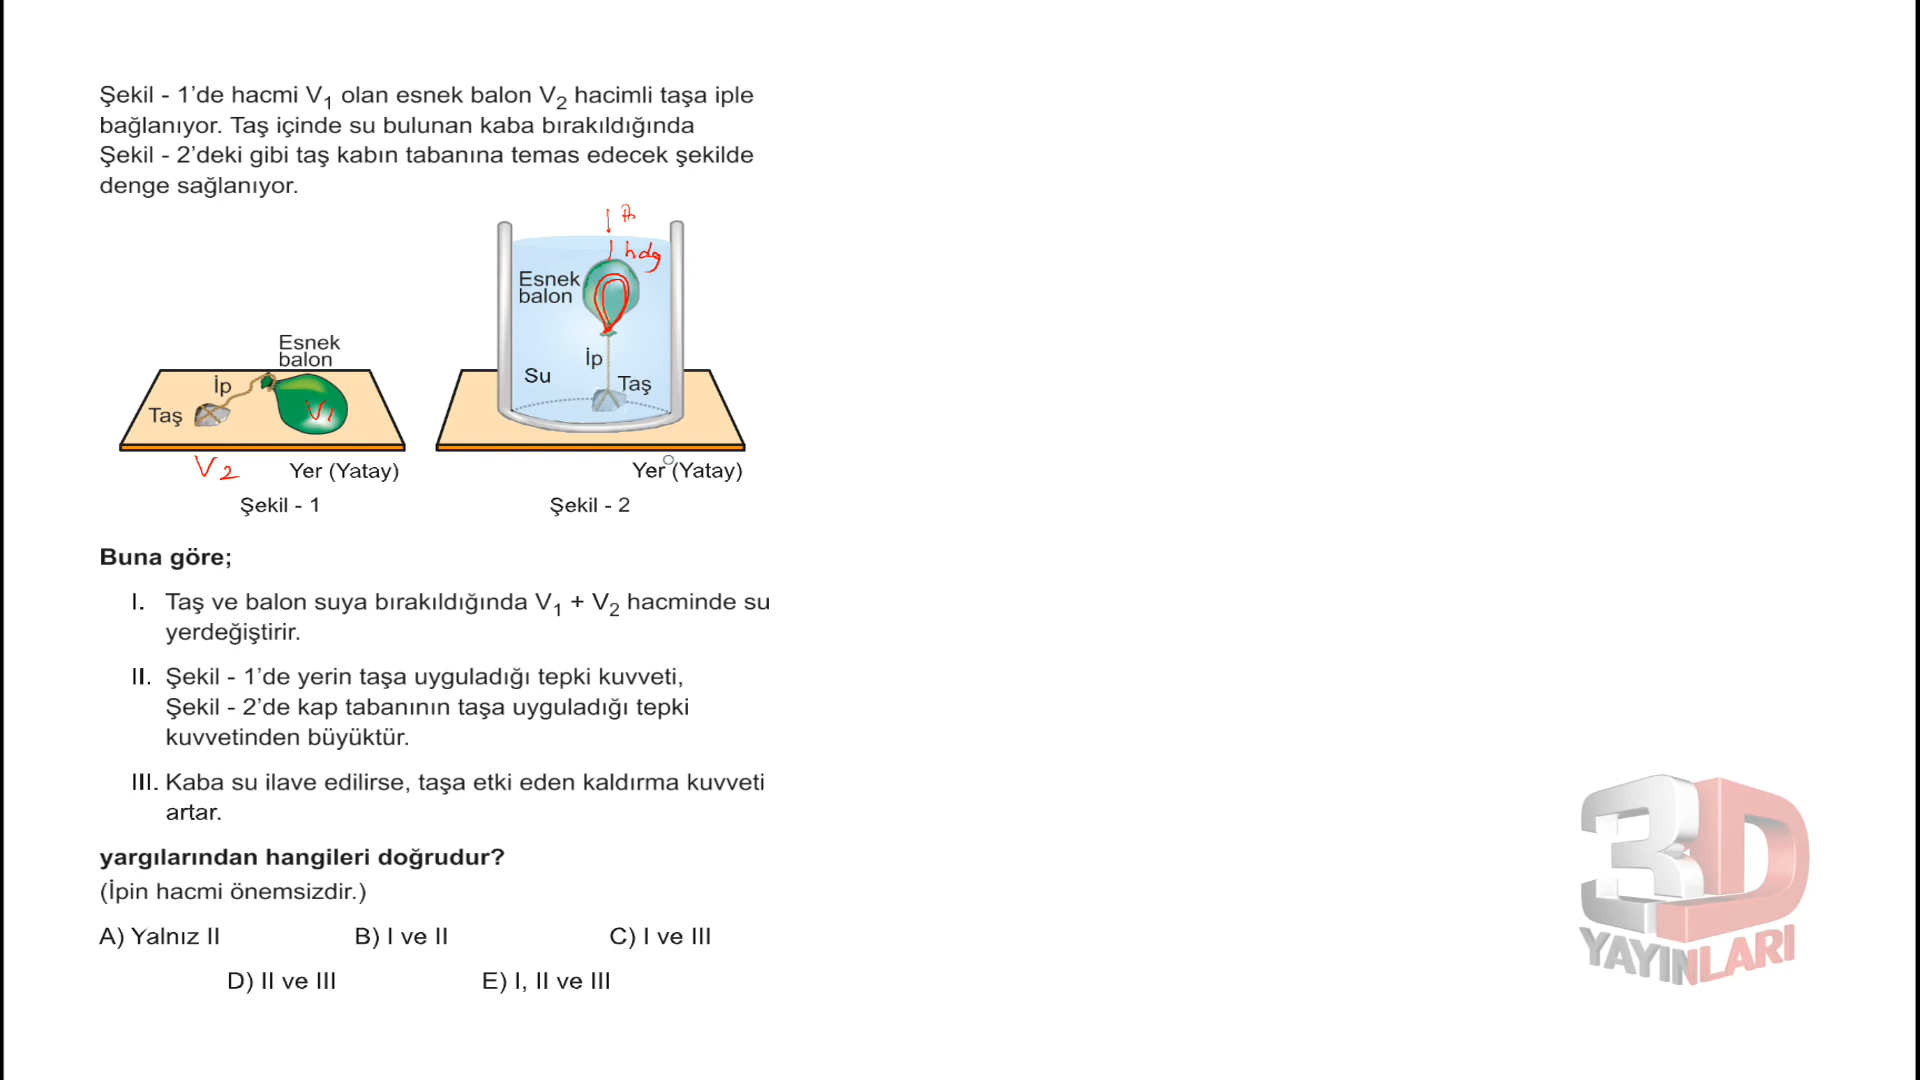 Şekil - 1’de hacmi V₁ olan esnek balon V₂ hacimli taşa iple
bağlanıyor. Taş içinde su bulunan kaba bırakıldığında
Şekil - 2’deki gibi taş kabın tabanına temas edecek şekilde
denge sağlanıyor.
hdg
Esnek
balon
İp
Su
Taş
Esnek
balon
İp
Taş
V₁
V₂
Yer (Yatay)
Yer (Yatay)
Şekil - 1
Şekil - 2
Buna göre;
I. Taş ve balon suya bırakıldığında V₁ + V₂ hacminde su
yerdeğiştirir.
II. Şekil - 1’de yerin taşa uyguladığı tepki kuvveti,
Şekil - 2’de kap tabanının taşa uyguladığı tepki
kuvvetinden büyüktür.
III. Kaba su ilave edilirse, taşa etki eden kaldırma kuvveti
artar.
yargılarından hangileri doğrudur?
(İpin hacmi önemsizdir.)
A) Yalnız II
B) I ve II
C) I ve III
D) II ve III
E) I, II ve III
3D
YAYINLARI